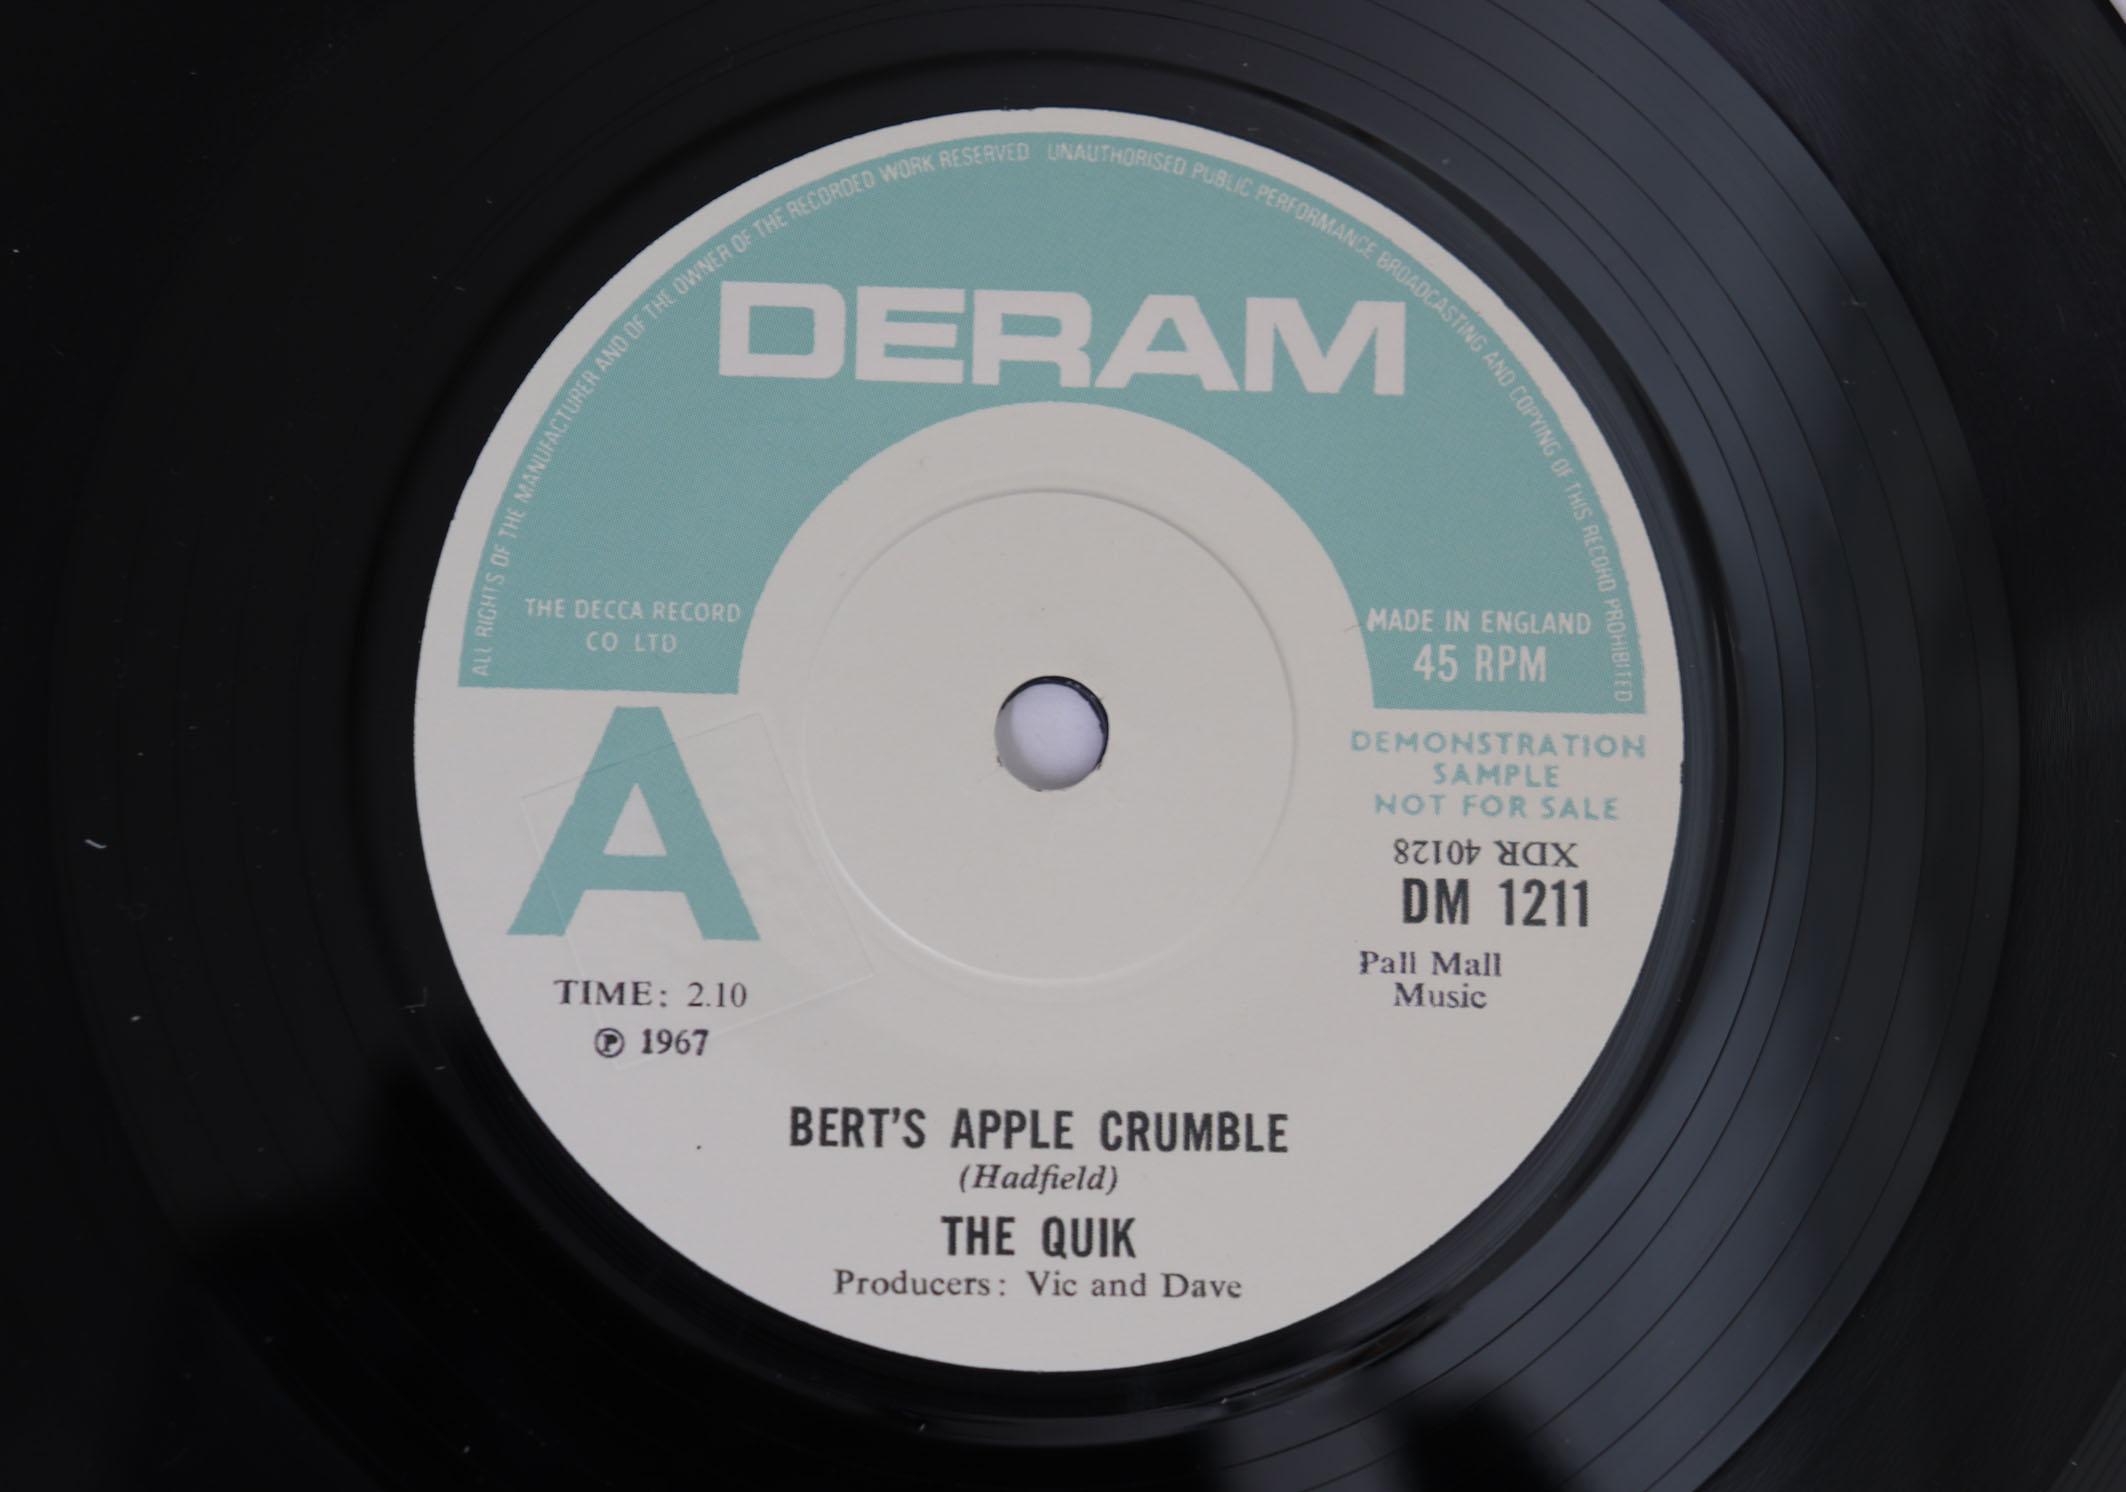 ALL RIGHTS OF THE MANUFACTURER AND OF THE OWNER OF THE RECORDED WORK RESERVED UNAUTHORISED PUBLIC PERFORMANCE BROADCASTING AND COPYING OF THIS RECORD PROHIBITED
DERAM
THE DECCA RECORD
CO LTD
MADE IN ENGLAND
45 RPM
A
DEMONSTRATION
SAMPLE
NOT FOR SALE
XDR 40128
DM 1211
Pall Mall
Music
TIME: 2.10
℗ 1967
BERT'S APPLE CRUMBLE
(Hadfield)
THE QUIK
Producers: Vic and Dave